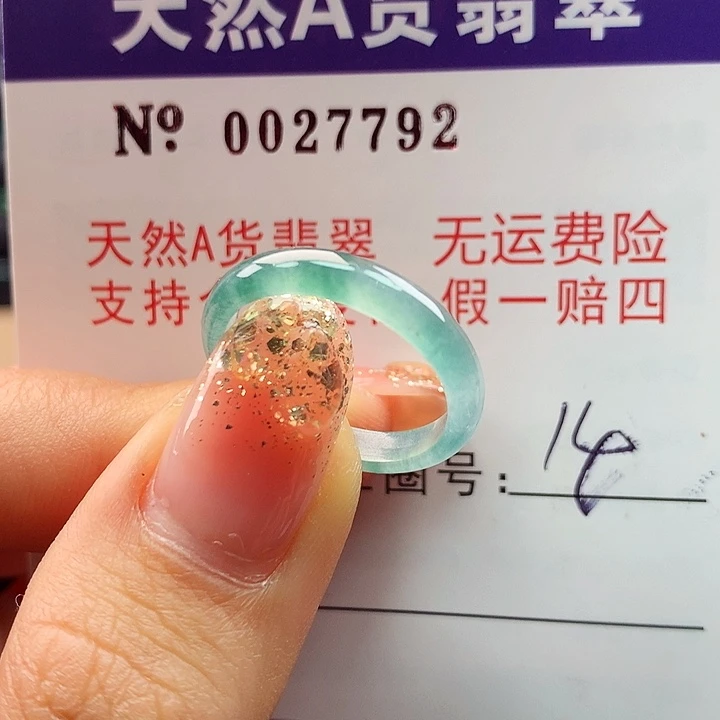 天然A货翡翠
Nº 0027792
天然A货翡翠 无运费险
支持 假一赔四
圈号: 14